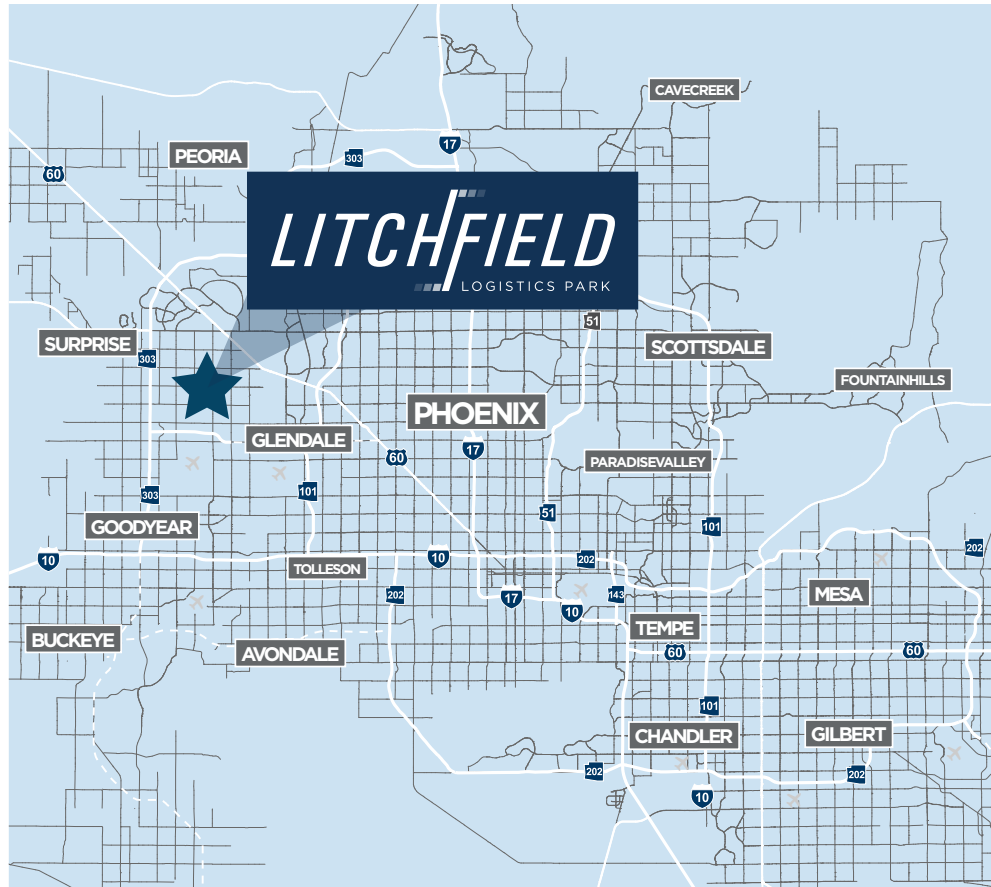 CAVECREEK
17
PEORIA
303
60
LITCHFIELD
LOGISTICS PARK
51
SURPRISE
303
SCOTTSDALE
FOUNTAINHILLS
PHOENIX
GLENDALE
17
60
PARADISEVALLEY
101
303
51
GOODYEAR
101
202
10
10
202
TOLLESON
202
17
143
MESA
10
TEMPE
BUCKEYE
AVONDALE
60
60
101
CHANDLER
GILBERT
202
202
10